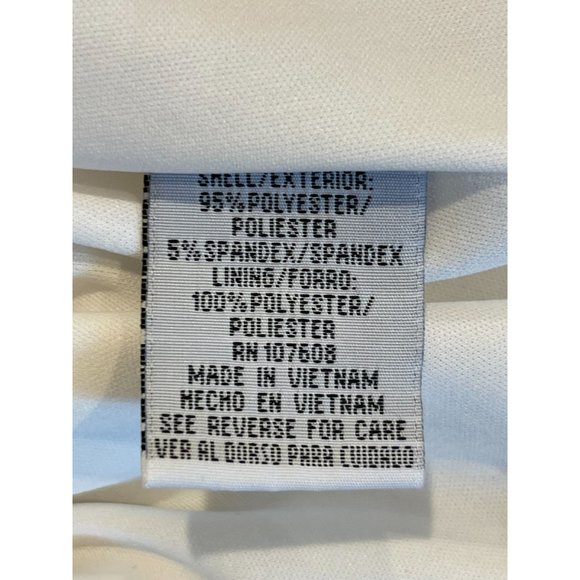 SHELL/EXTERIOR:
95%POLYESTER/
POLIESTER
5%SPANDEX/SPANDEX
LINING/FORRO:
100%POLYESTER/
POLIESTER
RN 107608
MADE IN VIETNAM
HECHO EN VIETNAM
SEE REVERSE FOR CARE
VER AL DORSO PARA CUIDADO